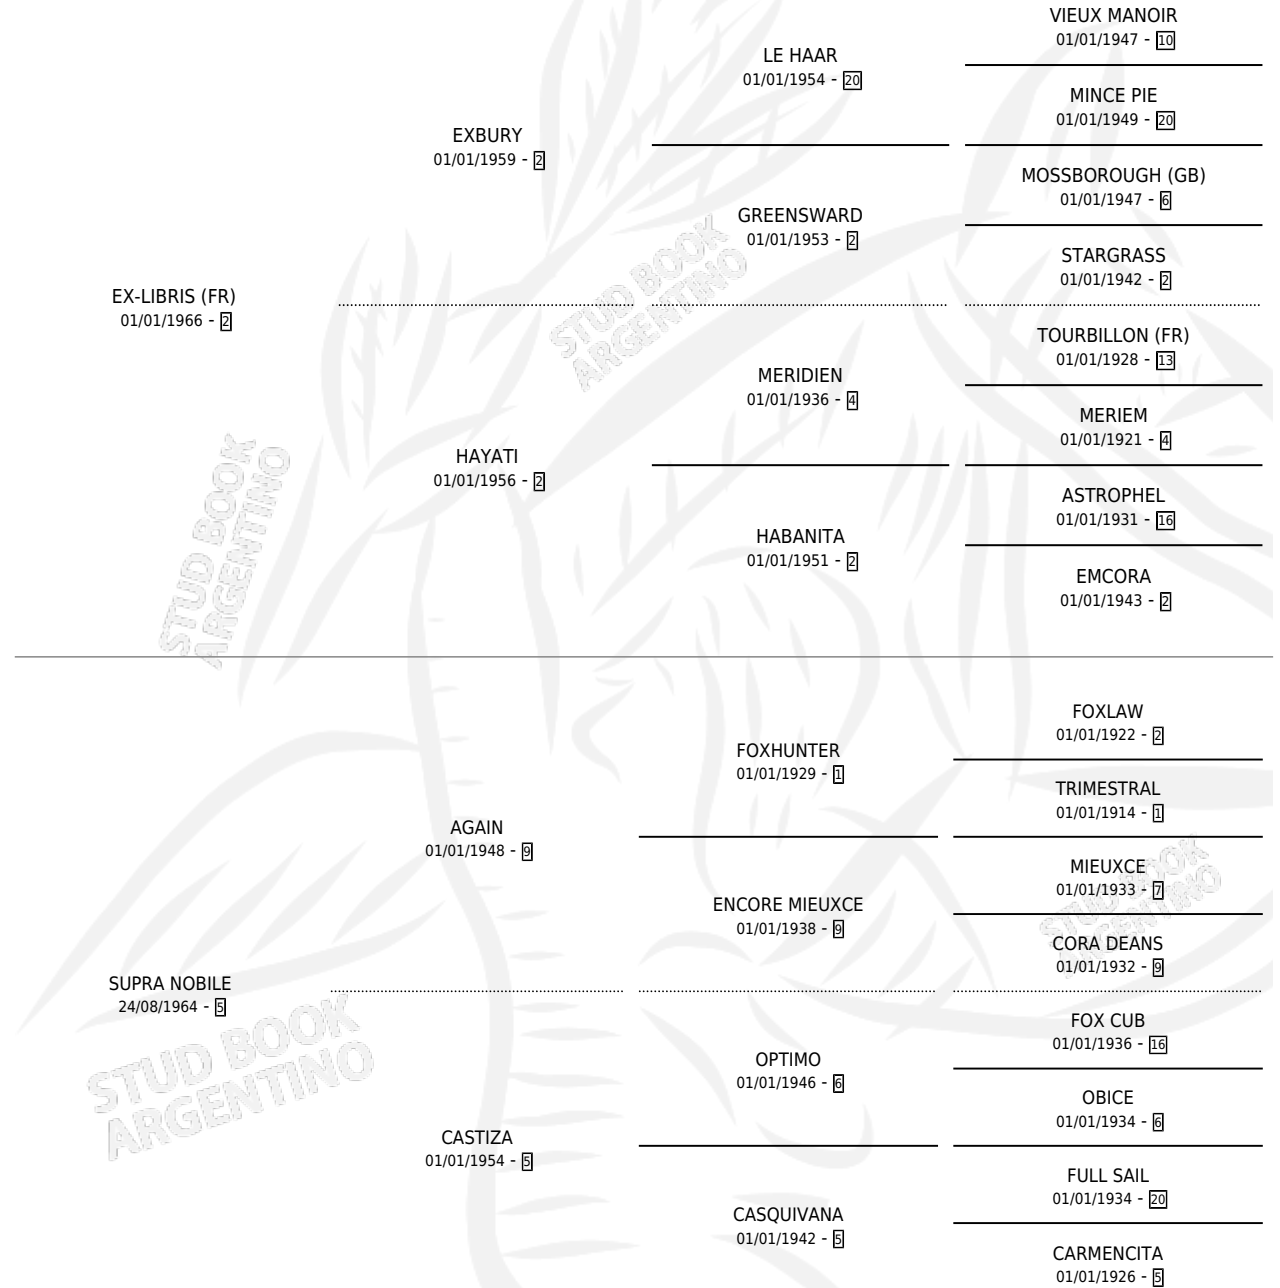 VIEUX MANOIR
01/01/1947 - 10
LE HAAR
01/01/1954 - 20
MINCE PIE
01/01/1949 - 20
EXBURY
01/01/1959 - 2
MOSSBOROUGH (GB)
01/01/1947 - 6
GREENSWARD
01/01/1953 - 2
STARGRASS
01/01/1942 - 2
EX-LIBRIS (FR)
01/01/1966 - 2
STUD BOOK
ARGENTINO
TOURBILLON (FR)
01/01/1928 - 13
MERIDIEN
01/01/1936 - 4
MERIEM
01/01/1921 - 4
HAYATI
01/01/1956 - 2
ASTROPHEL
01/01/1931 - 16
HABANITA
01/01/1951 - 2
EMCORA
01/01/1943 - 2
STUD BOOK
ARGENTINO
FOXLAW
01/01/1922 - 2
FOXHUNTER
01/01/1929 - 1
TRIMESTRAL
01/01/1914 - 1
AGAIN
01/01/1948 - 9
MIEUXCE
01/01/1933 - 7
ENCORE MIEUXCE
01/01/1938 - 9
CORA DEANS
01/01/1932 - 9
STUD BOOK
ARGENTINO
SUPRA NOBILE
24/08/1964 - 5
FOX CUB
01/01/1936 - 16
OPTIMO
01/01/1946 - 6
OBICE
01/01/1934 - 6
STUD BOOK
ARGENTINO
CASTIZA
01/01/1954 - 5
FULL SAIL
01/01/1934 - 20
CASQUIVANA
01/01/1942 - 5
CARMENCITA
01/01/1926 - 5